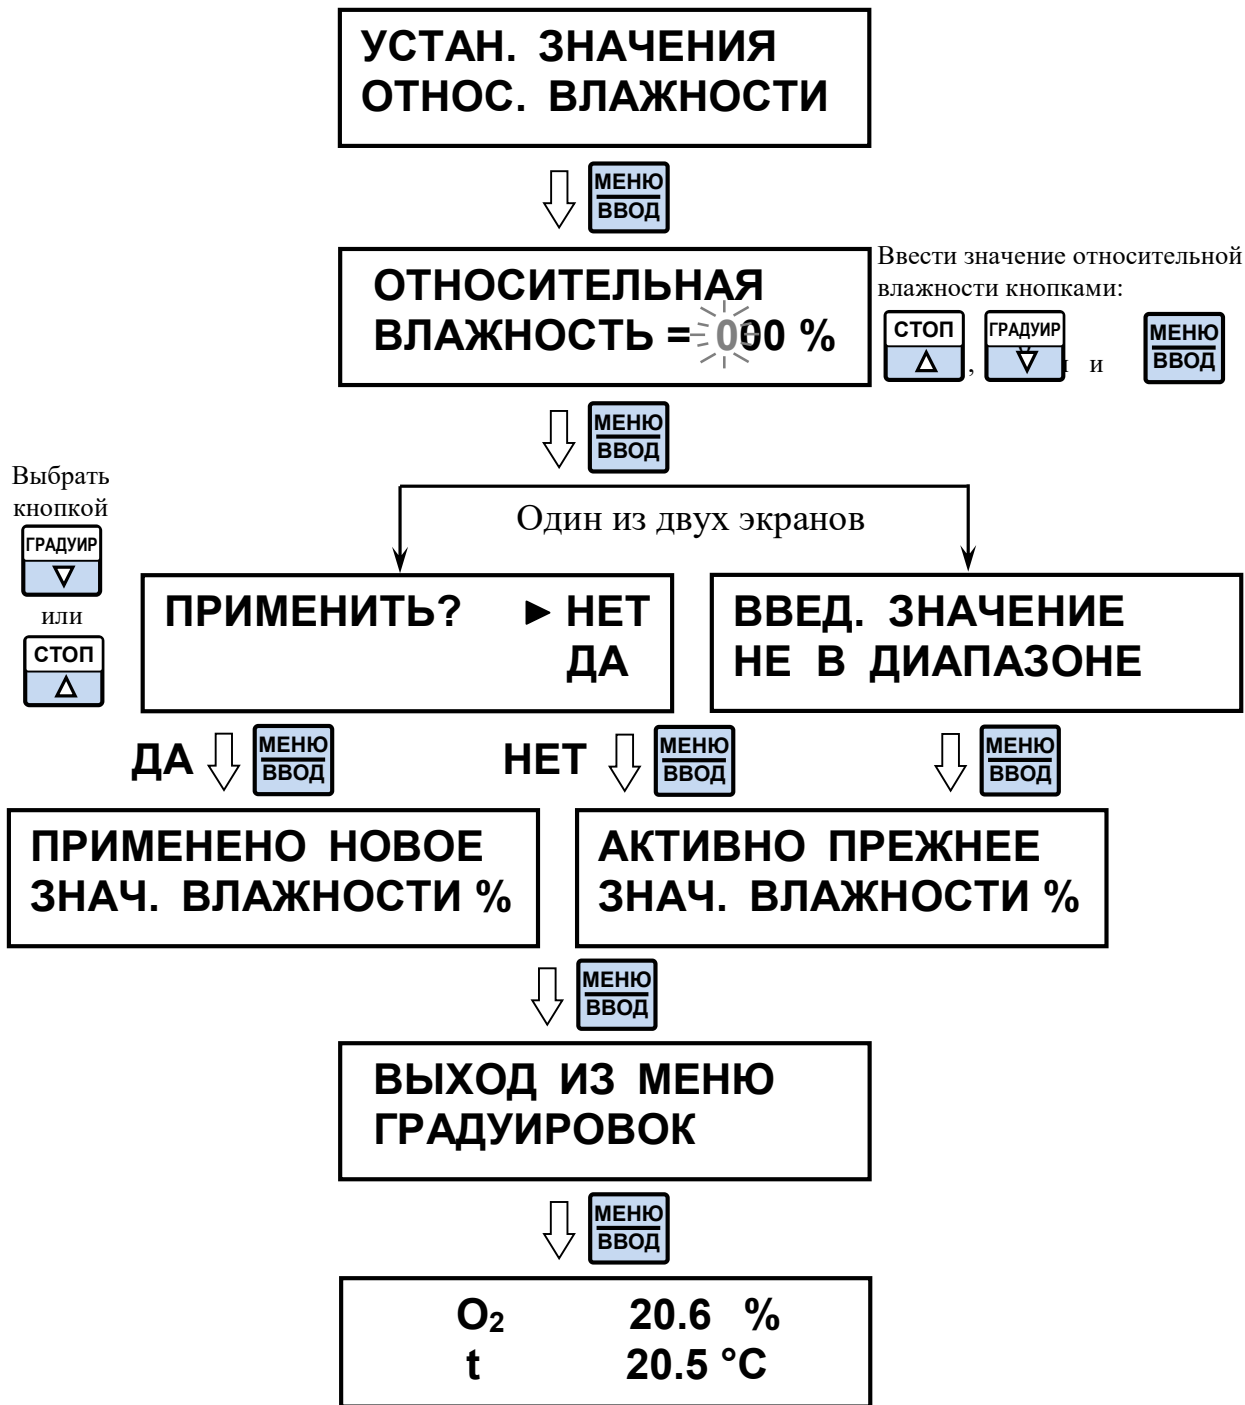 УСТАН. ЗНАЧЕНИЯ
ОТНОС. ВЛАЖНОСТИ
МЕНЮ
ВВОД
ОТНОСИТЕЛЬНАЯ
ВЛАЖНОСТЬ = 000 %
Ввести значение относительной
влажности кнопками:
СТОП , ГРАДУИР и МЕНЮ
ВВОД
МЕНЮ
ВВОД
Выбрать
кнопкой
ГРАДУИР
или
СТОП
Один из двух экранов
ПРИМЕНИТЬ? ► НЕТ
ДА
ВВЕД. ЗНАЧЕНИЕ
НЕ В ДИАПАЗОНЕ
ДА
МЕНЮ
ВВОД
НЕТ
МЕНЮ
ВВОД
МЕНЮ
ВВОД
ПРИМЕНЕНО НОВОЕ
ЗНАЧ. ВЛАЖНОСТИ %
АКТИВНО ПРЕЖНЕЕ
ЗНАЧ. ВЛАЖНОСТИ %
МЕНЮ
ВВОД
ВЫХОД ИЗ МЕНЮ
ГРАДУИРОВОК
МЕНЮ
ВВОД
O₂ 20.6 %
t 20.5 °C